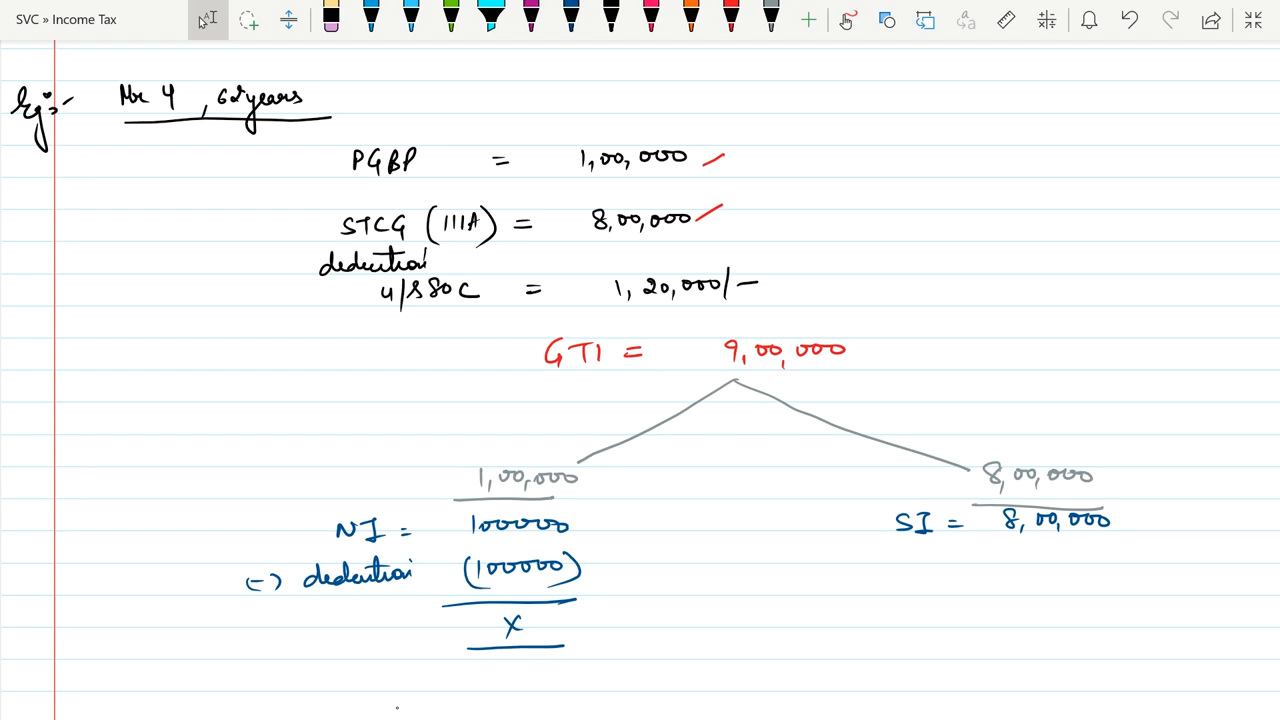 SVC » Income Tax
Eg:- Mr Y, 62 years
PGBP = 1,00,000
STCG (111A) = 8,00,000
deduction
u/s 80C = 1,20,000/-
GTI = 9,00,000
1,00,000 8,00,000
NI = 100000 SI = 8,00,000
(-) deduction (100000)
X